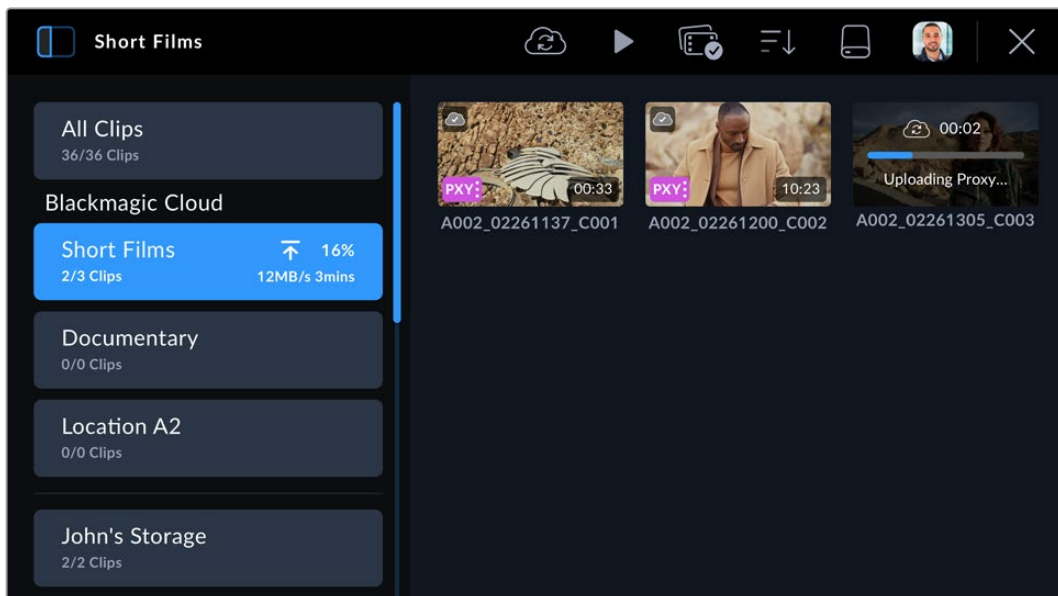 Short Films
All Clips
36/36 Clips
Blackmagic Cloud
Short Films 16%
2/3 Clips 12MB/s 3mins
Documentary
0/0 Clips
Location A2
0/0 Clips
John's Storage
2/2 Clips
PXY 00:33
A002_02261137_C001
PXY 10:23
A002_02261200_C002
00:02
Uploading Proxy...
A002_02261305_C003